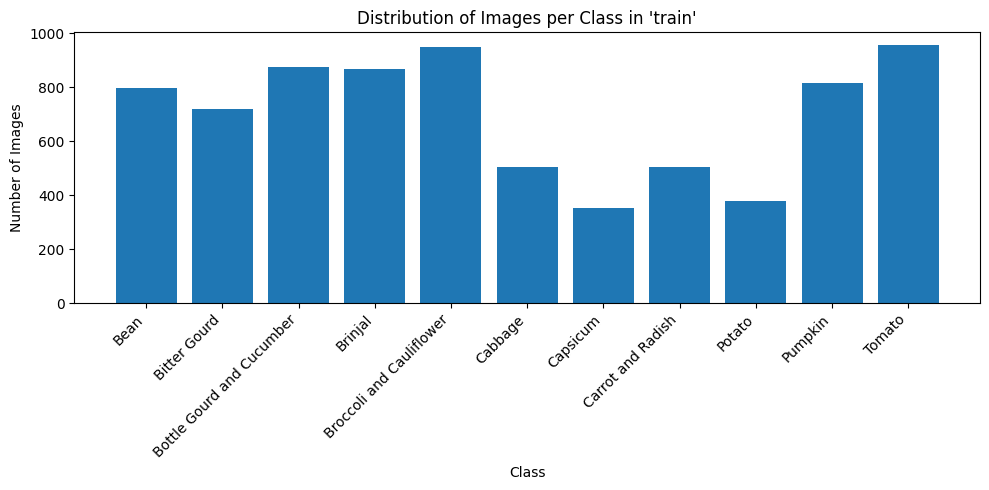 Distribution of Images per Class in 'train'
Number of Images
1000
800
600
400
200
0
Bean
Bitter Gourd
Bottle Gourd and Cucumber
Brinjal
Broccoli and Cauliflower
Cabbage
Capsicum
Carrot and Radish
Potato
Pumpkin
Tomato
Class